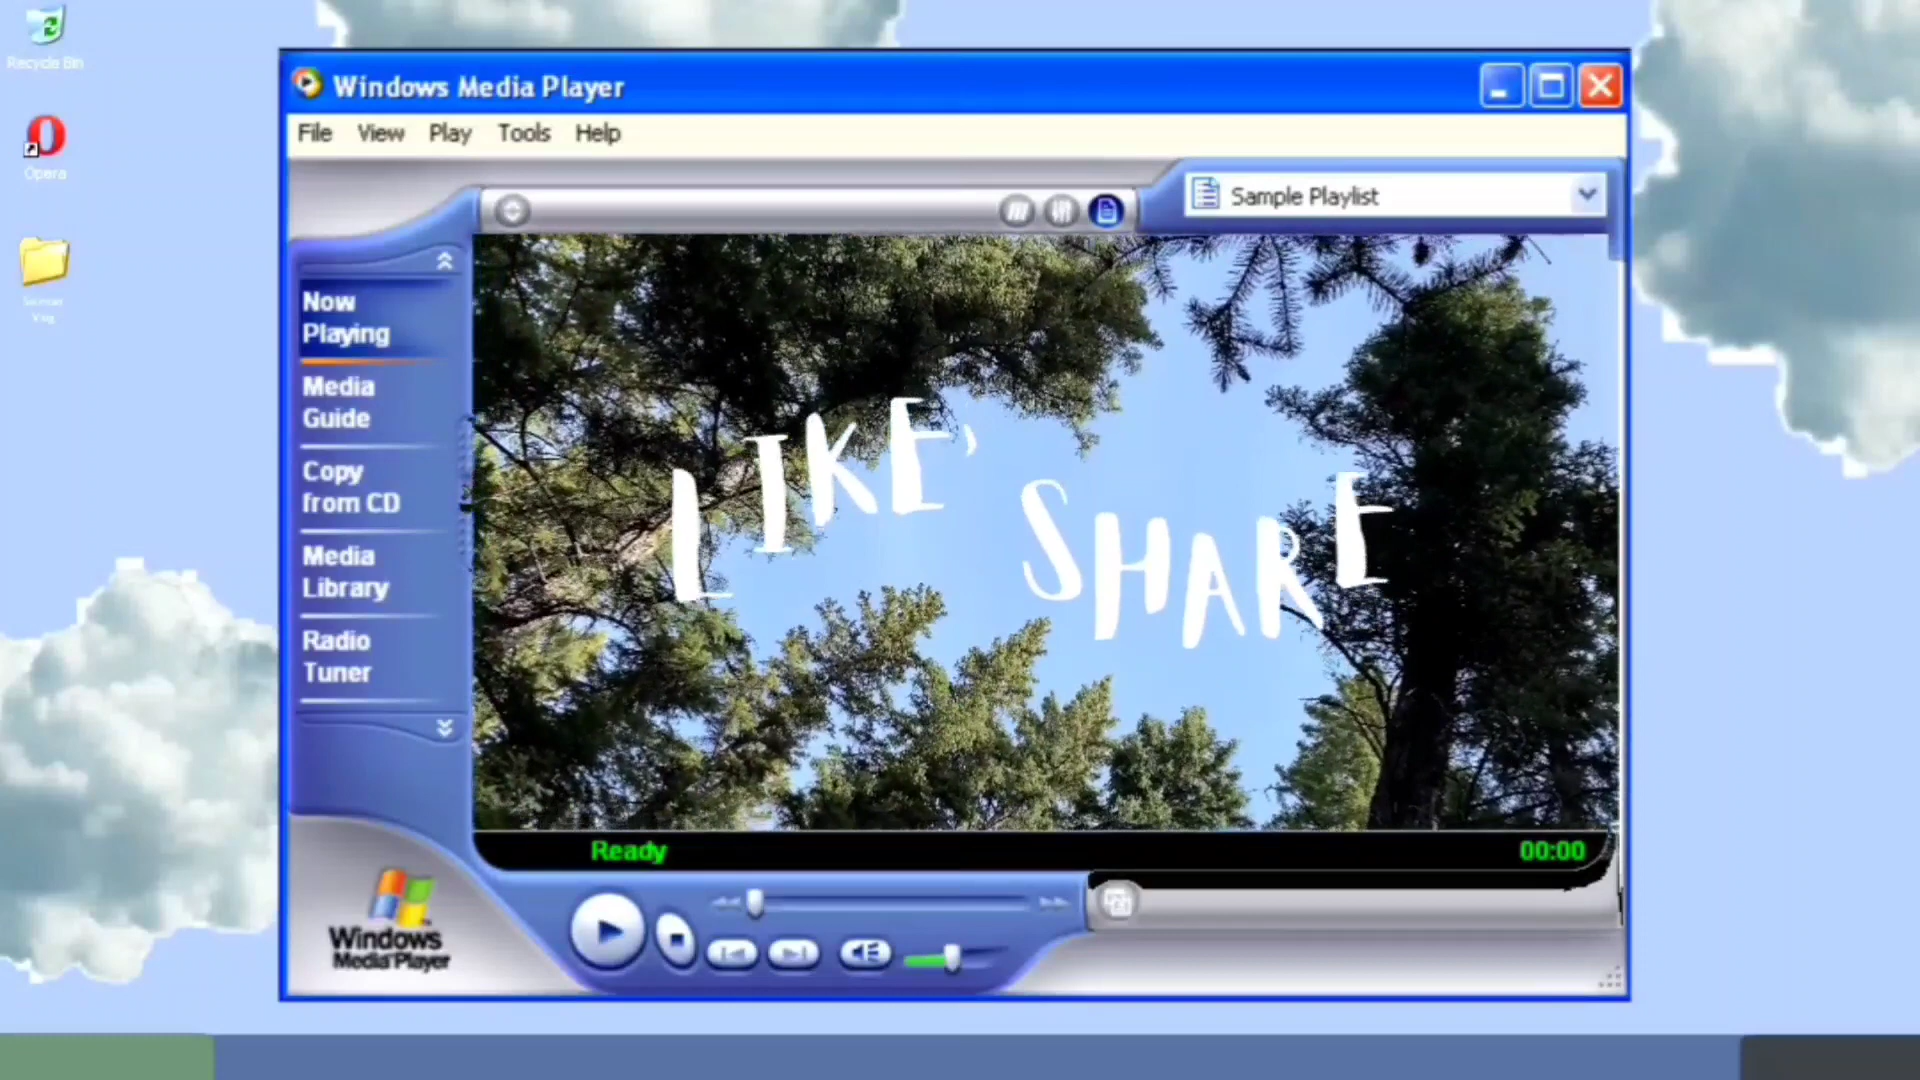 Recycle Bin
Opera
Windows Media Player
File View Play Tools Help
Sample Playlist
Now
Playing
Media
Guide
Copy
from CD
Media
Library
Radio
Tuner
LIKE,
SHARE
Ready
00:00
Windows
Media Player